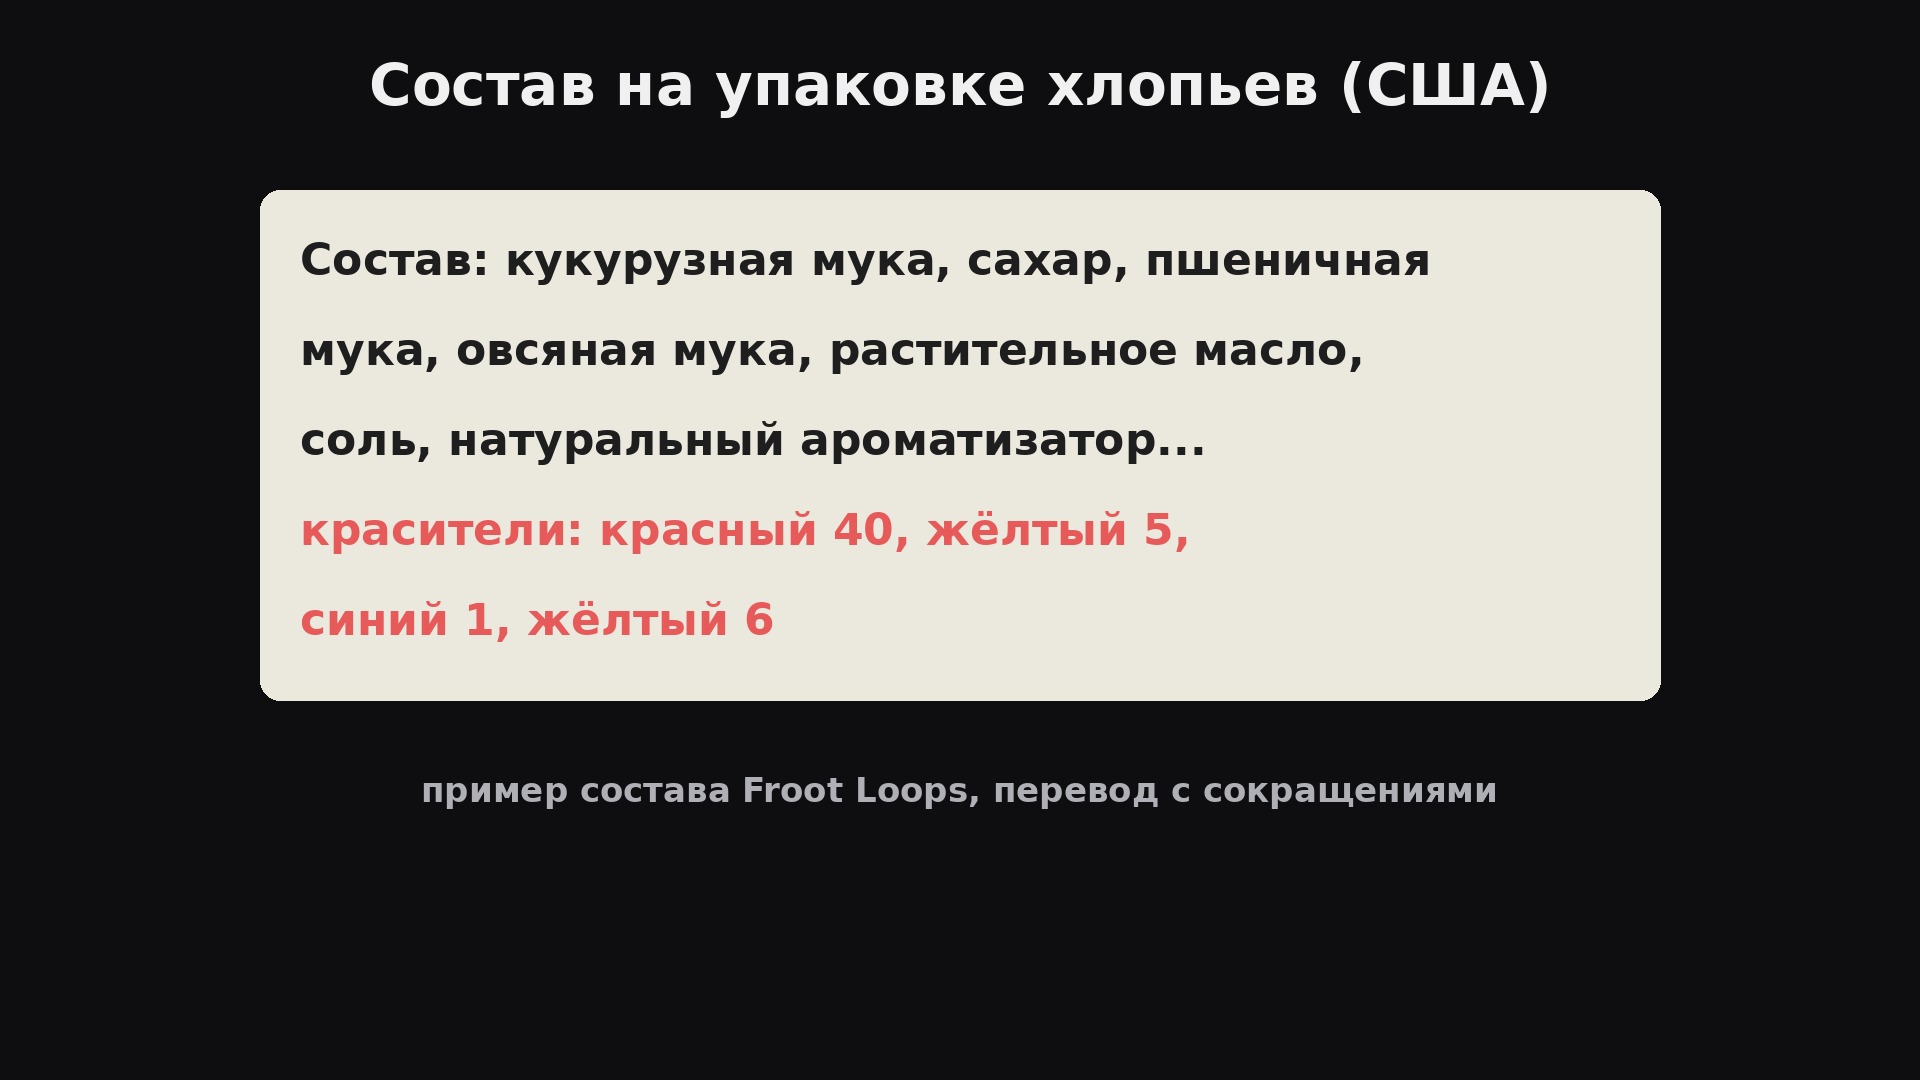 Состав на упаковке хлопьев (США)
Состав: кукурузная мука, сахар, пшеничная
мука, овсяная мука, растительное масло,
соль, натуральный ароматизатор...
красители: красный 40, жёлтый 5,
синий 1, жёлтый 6
пример состава Froot Loops, перевод с сокращениями